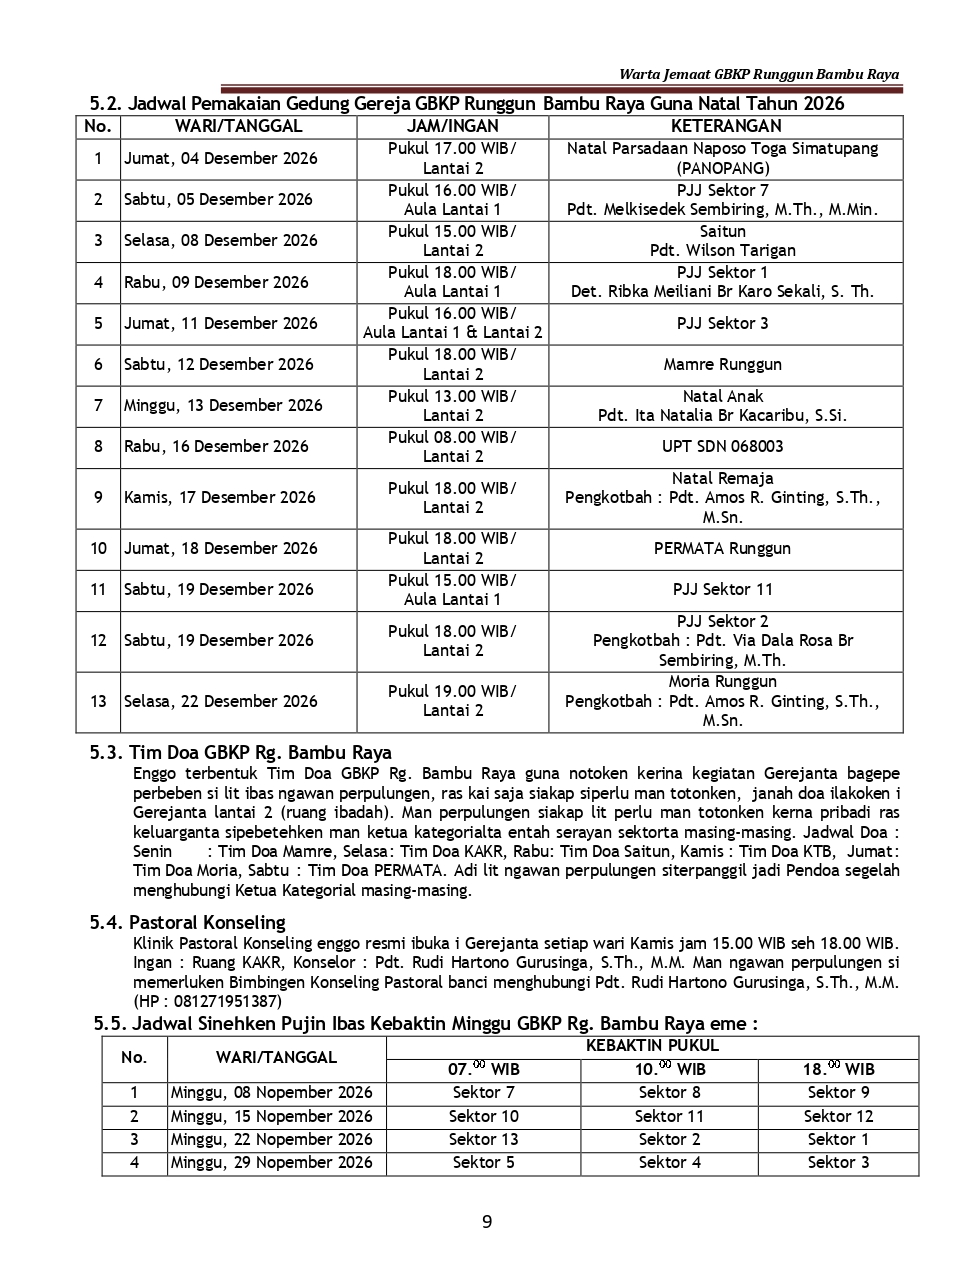 Warta Jemaat GBKP Runggun Bambu Raya
5.2. Jadwal Pemakaian Gedung Gereja GBKP Runggun Bambu Raya Guna Natal Tahun 2026
No. WARI/TANGGAL JAM/INGAN KETERANGAN
1 Jumat, 04 Desember 2026 Pukul 17.00 WIB/ Natal Parsadaan Naposo Toga Simatupang
Lantai 2 (PANOPANG)
2 Sabtu, 05 Desember 2026 Pukul 16.00 WIB/ PJJ Sektor 7
Aula Lantai 1 Pdt. Melkisedek Sembiring, M.Th., M.Min.
3 Selasa, 08 Desember 2026 Pukul 15.00 WIB/ Saitun
Lantai 2 Pdt. Wilson Tarigan
4 Rabu, 09 Desember 2026 Pukul 18.00 WIB/ PJJ Sektor 1
Aula Lantai 1 Det. Ribka Meiliani Br Karo Sekali, S. Th.
5 Jumat, 11 Desember 2026 Pukul 16.00 WIB/ PJJ Sektor 3
Aula Lantai 1 & Lantai 2
6 Sabtu, 12 Desember 2026 Pukul 18.00 WIB/ Mamre Runggun
Lantai 2
7 Minggu, 13 Desember 2026 Pukul 13.00 WIB/ Natal Anak
Lantai 2 Pdt. Ita Natalia Br Kacaribu, S.Si.
8 Rabu, 16 Desember 2026 Pukul 08.00 WIB/ UPT SDN 068003
Lantai 2
9 Kamis, 17 Desember 2026 Pukul 18.00 WIB/ Natal Remaja
Lantai 2 Pengkotbah : Pdt. Amos R. Ginting, S.Th.,
M.Sn.
10 Jumat, 18 Desember 2026 Pukul 18.00 WIB/ PERMATA Runggun
Lantai 2
11 Sabtu, 19 Desember 2026 Pukul 15.00 WIB/ PJJ Sektor 11
Aula Lantai 1
12 Sabtu, 19 Desember 2026 Pukul 18.00 WIB/ PJJ Sektor 2
Lantai 2 Pengkotbah : Pdt. Via Dala Rosa Br
Sembiring, M.Th.
13 Selasa, 22 Desember 2026 Pukul 19.00 WIB/ Moria Runggun
Lantai 2 Pengkotbah : Pdt. Amos R. Ginting, S.Th.,
M.Sn.
5.3. Tim Doa GBKP Rg. Bambu Raya
Enggo terbentuk Tim Doa GBKP Rg. Bambu Raya guna notoken kerina kegiatan Gerejanta bagepe
perbeben si lit ibas ngawan perpulungen, ras kai saja siakap siperlu man totonken, janah doa ilakoken i
Gerejanta lantai 2 (ruang ibadah). Man perpulungen siakap lit perlu man totonken kerna pribadi ras
keluarganta sipebetehken man ketua kategorialta entah serayan sektorta masing-masing. Jadwal Doa :
Senin : Tim Doa Mamre, Selasa: Tim Doa KAKR, Rabu: Tim Doa Saitun, Kamis : Tim Doa KTB, Jumat:
Tim Doa Moria, Sabtu : Tim Doa PERMATA. Adi lit ngawan perpulungen siterpanggil jadi Pendoa segelah
menghubungi Ketua Kategorial masing-masing.
5.4. Pastoral Konseling
Klinik Pastoral Konseling enggo resmi ibuka i Gerejanta setiap wari Kamis jam 15.00 WIB seh 18.00 WIB.
Ingan : Ruang KAKR, Konselor : Pdt. Rudi Hartono Gurusinga, S.Th., M.M. Man ngawan perpulungen si
memerluken Bimbingen Konseling Pastoral banci menghubungi Pdt. Rudi Hartono Gurusinga, S.Th., M.M.
(HP : 081271951387)
5.5. Jadwal Sinehken Pujin Ibas Kebaktin Minggu GBKP Rg. Bambu Raya eme :
No. WARI/TANGGAL KEBAKTIN PUKUL
07.00 WIB 10.00 WIB 18.00 WIB
1 Minggu, 08 Nopember 2026 Sektor 7 Sektor 8 Sektor 9
2 Minggu, 15 Nopember 2026 Sektor 10 Sektor 11 Sektor 12
3 Minggu, 22 Nopember 2026 Sektor 13 Sektor 2 Sektor 1
4 Minggu, 29 Nopember 2026 Sektor 5 Sektor 4 Sektor 3
9